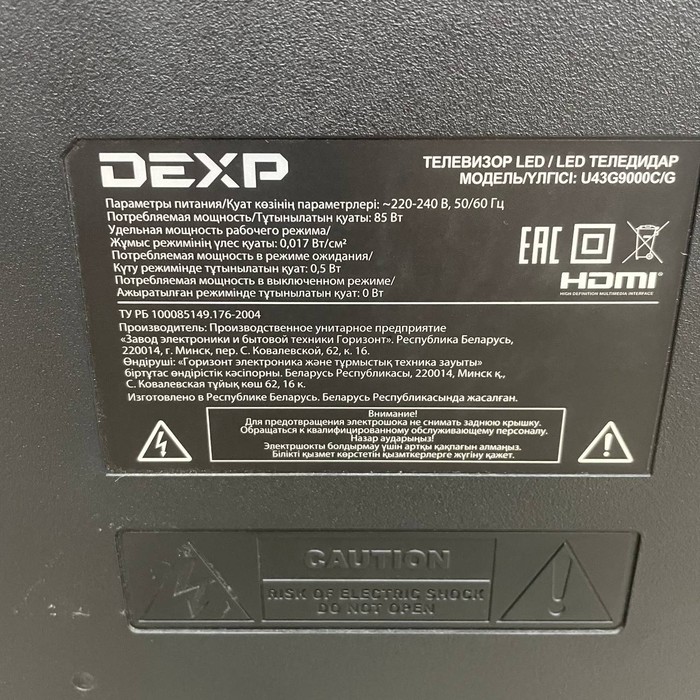 DEXP
ТЕЛЕВИЗОР LED / LED ТЕЛЕДИДАР
МОДЕЛЬ/ҮЛГІСІ: U43G9000C/G
Параметры питания/Қуат көзінің параметрлері: ~220-240 В, 50/60 Гц
Потребляемая мощность/Тұтынылатын қуаты: 85 Вт
Удельная мощность рабочего режима/
Жұмыс режимінің үлес қуаты: 0,017 Вт/см²
Потребляемая мощность в режиме ожидания/
Күту режимінде тұтынылатын қуат: 0,5 Вт
Потребляемая мощность в выключенном режиме/
Ажыратылған режимінде тұтынылатын қуат: 0 Вт
EAC
HDMI
HIGH DEFINITION MULTIMEDIA INTERFACE
ТУ РБ 100085149.176-2004
Производитель: Производственное унитарное предприятие
«Завод электроники и бытовой техники Горизонт». Республика Беларусь,
220014, г. Минск, пер. С. Ковалевской, 62, к. 16.
Өндіруші: «Горизонт электроника және тұрмыстық техника зауыты»
біртұтас өндірістік кәсіпорны. Беларусь Республикасы, 220014, Минск қ.,
С. Ковалевская тұйық көш 62, 16 к.
Изготовлено в Республике Беларусь. Беларусь Республикасында жасалған.
Внимание!
Для предотвращения электрошока не снимать заднюю крышку.
Обращаться к квалифицированному обслуживающему персоналу.
Назар аударыңыз!
Электршокты болдырмау үшін артқы қақпағын алмаңыз.
Білікті қызмет көрстетін қызметкерлерге жүгіну қажет.
CAUTION
RISK OF ELECTRIC SHOCK
DO NOT OPEN